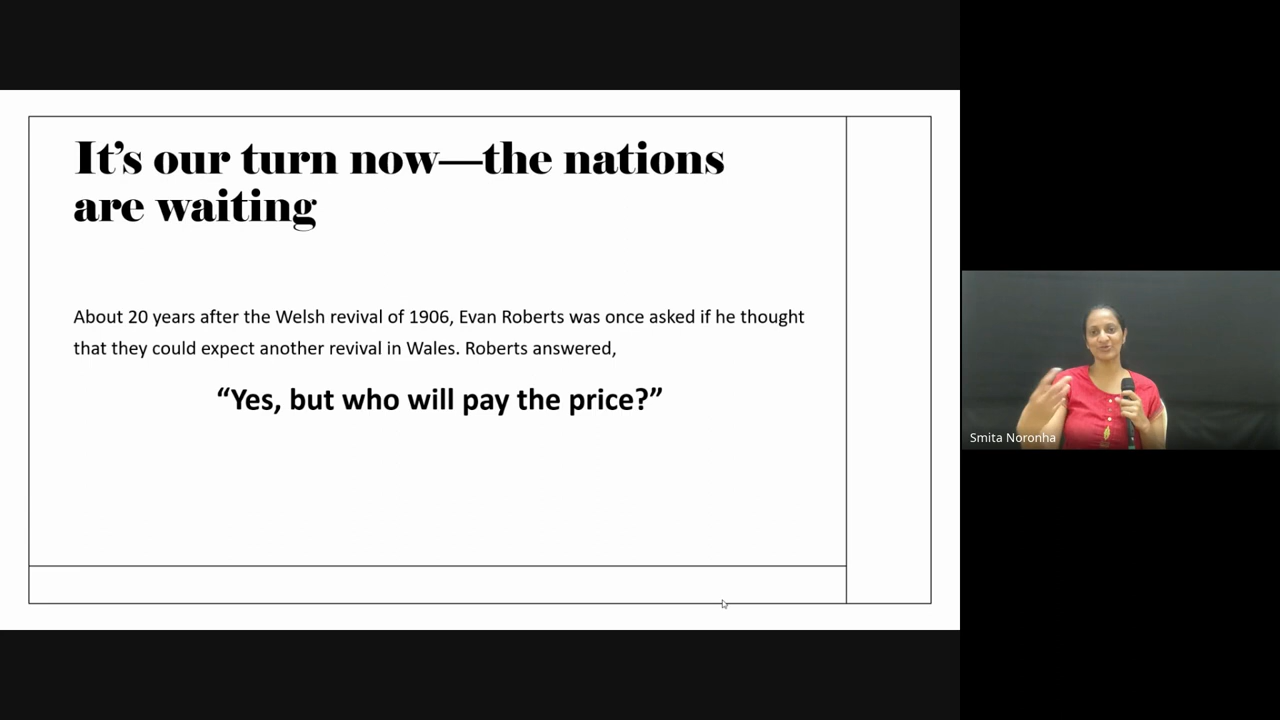 It’s our turn now—the nations
are waiting
About 20 years after the Welsh revival of 1906, Evan Roberts was once asked if he thought
that they could expect another revival in Wales. Roberts answered,
“Yes, but who will pay the price?”
Smita Noronha